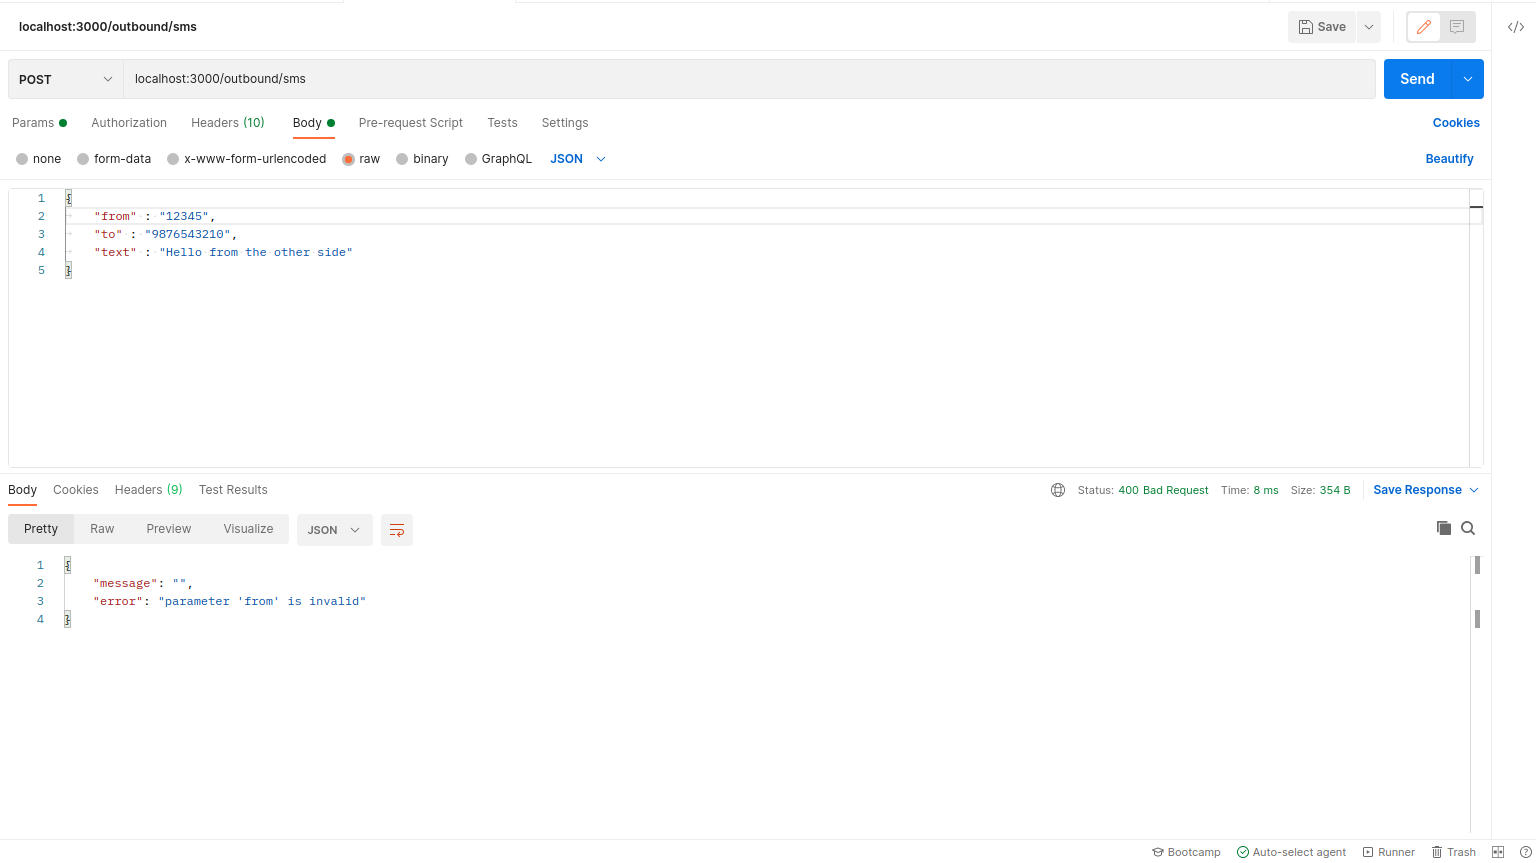 localhost:3000/outbound/sms
Save
POST
localhost:3000/outbound/sms
Send
Params Authorization Headers (10) Body Pre-request Script Tests Settings Cookies
none form-data x-www-form-urlencoded raw binary GraphQL JSON Beautify
1 {
2 "from" : "12345",
3 "to" : "9876543210",
4 "text" : "Hello from the other side"
5 }
Body Cookies Headers (9) Test Results Status: 400 Bad Request Time: 8 ms Size: 354 B Save Response
Pretty Raw Preview Visualize JSON
1 {
2 "message": "",
3 "error": "parameter 'from' is invalid"
4 }
Bootcamp Auto-select agent Runner Trash